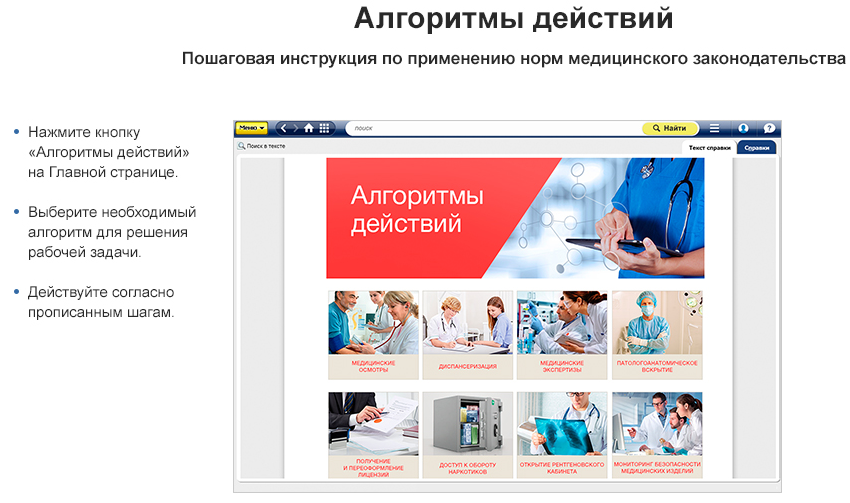 Алгоритмы действий
Пошаговая инструкция по применению норм медицинского законодательства
Нажмите кнопку
«Алгоритмы действий»
на Главной странице.
Выберите необходимый
алгоритм для решения
рабочей задачи.
Действуйте согласно
прописанным шагам.
Меню
поиск
Найти
?
Поиск в тексте
Текст справки
Справки
Алгоритмы
действий
МЕДИЦИНСКИЕ
ОСМОТРЫ
ДИСПАНСЕРИЗАЦИЯ
МЕДИЦИНСКИЕ
ЭКСПЕРТИЗЫ
ПАТОЛОГОАНАТОМИЧЕСКОЕ
ВСКРЫТИЕ
ПОЛУЧЕНИЕ
И ПЕРЕОФОРМЛЕНИЕ
ЛИЦЕНЗИЙ
ДОСТУП К ОБОРОТУ
НАРКОТИКОВ
ОТКРЫТИЕ РЕНТГЕНОВСКОГО
КАБИНЕТА
МОНИТОРИНГ БЕЗОПАСНОСТИ
МЕДИЦИНСКИХ ИЗДЕЛИЙ